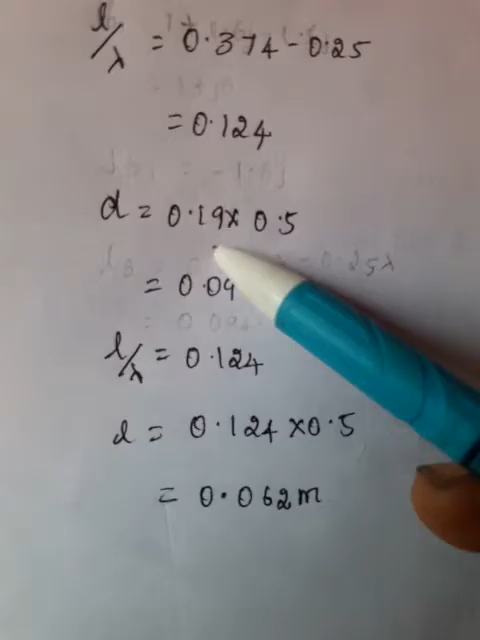 l/λ = 0.374 - 0.25
= 0.124
d = 0.19 x 0.5
= 0.09
l/λ = 0.124
l = 0.124 x 0.5
= 0.062 m